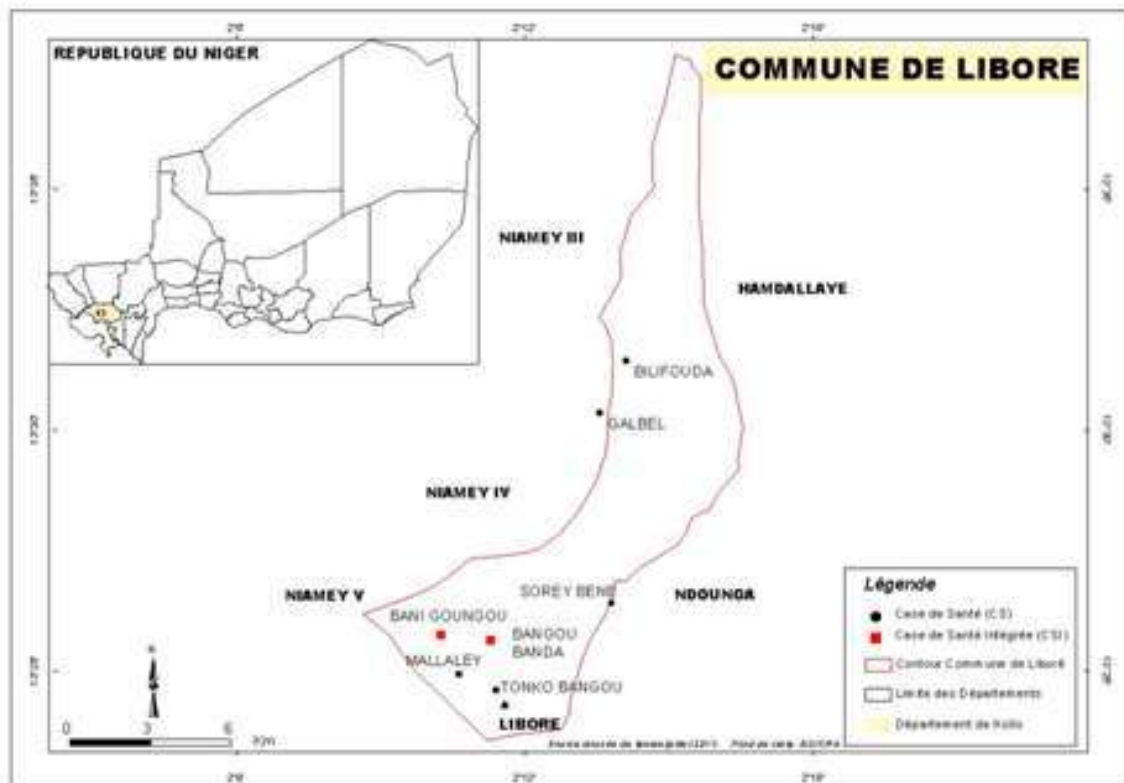 REPUBLIQUE DU NIGER
COMMUNE DE LIBORE
NIAMEY III
HAMDALLAYE
BILIFOUDA
GALBEL
NIAMEY IV
NIAMEY V
SOREY BENE
NDOUNGA
BANI GOUNGOU
BANGOU
BANDA
MALLALEY
TONKO BANGOU
LIBORE
Légende
Case de Santé (CS)
Case de Santé Intégrée (CSI)
Contour Commune de Liboré
Limite des Départements
Département de Kollo
0 3 6
Km